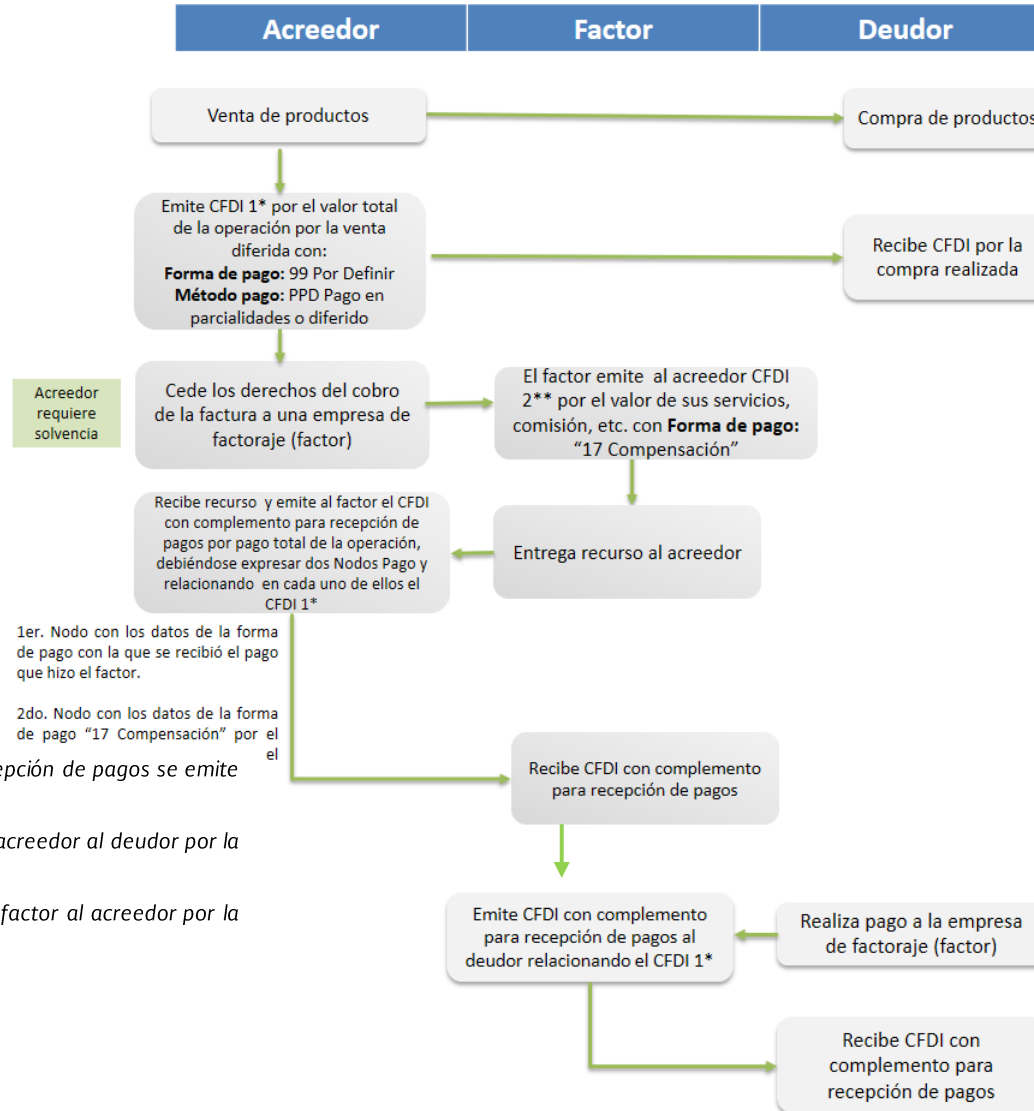 Acreedor
Factor
Deudor
Venta de productos
Compra de productos
Emite CFDI 1* por el valor total
de la operación por la venta
diferida con:
Forma de pago: 99 Por Definir
Método pago: PPD Pago en
parcialidades o diferido
Recibe CFDI por la
compra realizada
Acreedor
requiere
solvencia
Cede los derechos del cobro
de la factura a una empresa de
factoraje (factor)
El factor emite al acreedor CFDI
2** por el valor de sus servicios,
comisión, etc. con Forma de pago:
“17 Compensación”
Recibe recurso y emite al factor el CFDI
con complemento para recepción de
pagos por pago total de la operación,
debiéndose expresar dos Nodos Pago y
relacionando en cada uno de ellos el
CFDI 1*
Entrega recurso al acreedor
1er. Nodo con los datos de la forma
de pago con la que se recibió el pago
que hizo el factor.
2do. Nodo con los datos de la forma
de pago “17 Compensación” por el
el
epción de pagos se emite
acreedor al deudor por la
factor al acreedor por la
Recibe CFDI con complemento
para recepción de pagos
Emite CFDI con complemento
para recepción de pagos al
deudor relacionando el CFDI 1*
Realiza pago a la empresa
de factoraje (factor)
Recibe CFDI con
complemento para
recepción de pagos